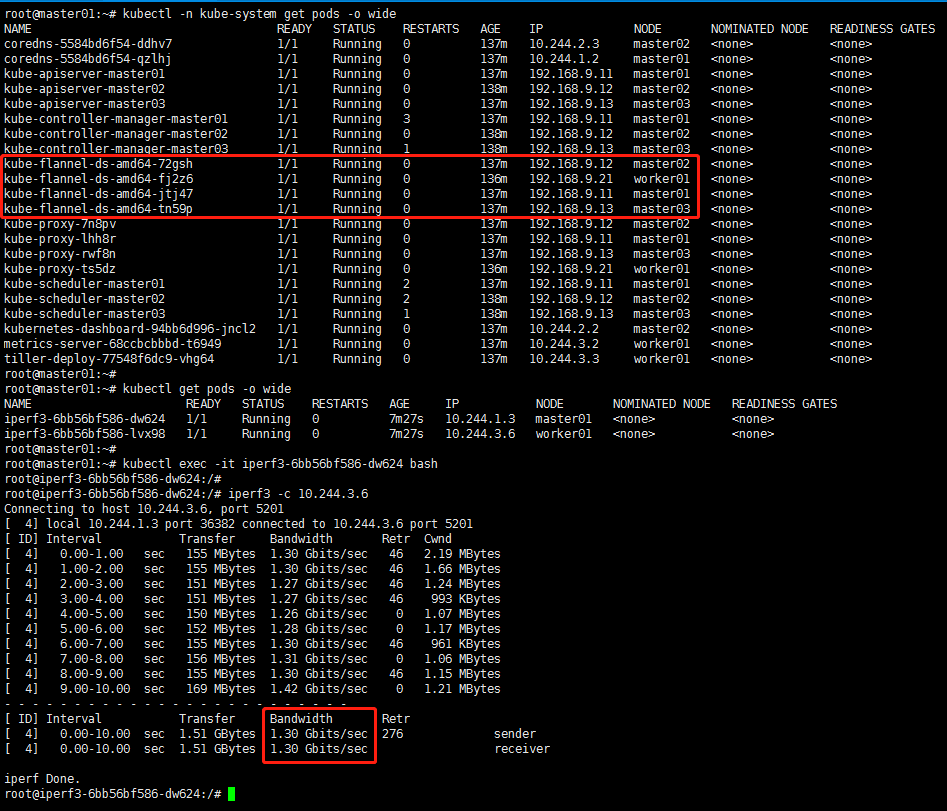 root@master01:~# kubectl -n kube-system get pods -o wide
NAME READY STATUS RESTARTS AGE IP NODE NOMINATED NODE READINESS GATES
coredns-5584bd6f54-ddhv7 1/1 Running 0 137m 10.244.2.3 master02 <none> <none>
coredns-5584bd6f54-qzlhj 1/1 Running 0 137m 10.244.1.2 master01 <none> <none>
kube-apiserver-master01 1/1 Running 0 137m 192.168.9.11 master01 <none> <none>
kube-apiserver-master02 1/1 Running 0 138m 192.168.9.12 master02 <none> <none>
kube-apiserver-master03 1/1 Running 0 137m 192.168.9.13 master03 <none> <none>
kube-controller-manager-master01 1/1 Running 3 137m 192.168.9.11 master01 <none> <none>
kube-controller-manager-master02 1/1 Running 0 138m 192.168.9.12 master02 <none> <none>
kube-controller-manager-master03 1/1 Running 1 138m 192.168.9.13 master03 <none> <none>
kube-flannel-ds-amd64-72gsh 1/1 Running 0 137m 192.168.9.12 master02 <none> <none>
kube-flannel-ds-amd64-fj2z6 1/1 Running 0 136m 192.168.9.21 worker01 <none> <none>
kube-flannel-ds-amd64-jtj47 1/1 Running 0 137m 192.168.9.11 master01 <none> <none>
kube-flannel-ds-amd64-tn59p 1/1 Running 0 137m 192.168.9.13 master03 <none> <none>
kube-proxy-7n8pv 1/1 Running 0 137m 192.168.9.12 master02 <none> <none>
kube-proxy-lhh8r 1/1 Running 0 137m 192.168.9.11 master01 <none> <none>
kube-proxy-rwf8n 1/1 Running 0 137m 192.168.9.13 master03 <none> <none>
kube-proxy-ts5dz 1/1 Running 0 136m 192.168.9.21 worker01 <none> <none>
kube-scheduler-master01 1/1 Running 2 137m 192.168.9.11 master01 <none> <none>
kube-scheduler-master02 1/1 Running 2 138m 192.168.9.12 master02 <none> <none>
kube-scheduler-master03 1/1 Running 1 138m 192.168.9.13 master03 <none> <none>
kubernetes-dashboard-94bb6d996-jncl2 1/1 Running 0 137m 10.244.2.2 master02 <none> <none>
metrics-server-68ccbcbbbd-t6949 1/1 Running 0 137m 10.244.3.2 worker01 <none> <none>
tiller-deploy-77548f6dc9-vhg64 1/1 Running 0 137m 10.244.3.3 worker01 <none> <none>
root@master01:~#
root@master01:~# kubectl get pods -o wide
NAME READY STATUS RESTARTS AGE IP NODE NOMINATED NODE READINESS GATES
iperf3-6bb56bf586-dw624 1/1 Running 0 7m27s 10.244.1.3 master01 <none> <none>
iperf3-6bb56bf586-lvx98 1/1 Running 0 7m27s 10.244.3.6 worker01 <none> <none>
root@master01:~#
root@master01:~# kubectl exec -it iperf3-6bb56bf586-dw624 bash
root@iperf3-6bb56bf586-dw624:/#
root@iperf3-6bb56bf586-dw624:/# iperf3 -c 10.244.3.6
Connecting to host 10.244.3.6, port 5201
[ 4] local 10.244.1.3 port 36382 connected to 10.244.3.6 port 5201
[ ID] Interval Transfer Bandwidth Retr Cwnd
[ 4] 0.00-1.00 sec 155 MBytes 1.30 Gbits/sec 46 2.19 MBytes
[ 4] 1.00-2.00 sec 155 MBytes 1.30 Gbits/sec 46 1.66 MBytes
[ 4] 2.00-3.00 sec 151 MBytes 1.27 Gbits/sec 46 1.24 MBytes
[ 4] 3.00-4.00 sec 151 MBytes 1.27 Gbits/sec 46 993 KBytes
[ 4] 4.00-5.00 sec 150 MBytes 1.26 Gbits/sec 0 1.07 MBytes
[ 4] 5.00-6.00 sec 152 MBytes 1.28 Gbits/sec 0 1.17 MBytes
[ 4] 6.00-7.00 sec 155 MBytes 1.30 Gbits/sec 46 961 KBytes
[ 4] 7.00-8.00 sec 156 MBytes 1.31 Gbits/sec 0 1.06 MBytes
[ 4] 8.00-9.00 sec 155 MBytes 1.30 Gbits/sec 46 1.15 MBytes
[ 4] 9.00-10.00 sec 169 MBytes 1.42 Gbits/sec 0 1.21 MBytes
- - - - - - - - - - - - - - - - - - - - - - - - -
[ ID] Interval Transfer Bandwidth Retr
[ 4] 0.00-10.00 sec 1.51 GBytes 1.30 Gbits/sec 276 sender
[ 4] 0.00-10.00 sec 1.51 GBytes 1.30 Gbits/sec receiver
iperf Done.
root@iperf3-6bb56bf586-dw624:/#